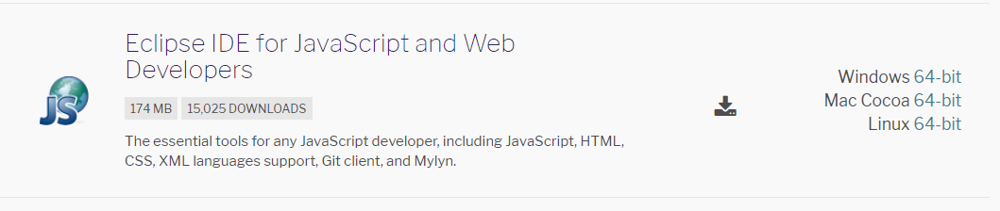 Eclipse IDE for JavaScript and Web
Developers
174 MB 15,025 DOWNLOADS
The essential tools for any JavaScript developer, including JavaScript, HTML,
CSS, XML languages support, Git client, and Mylyn.
JS
Windows 64-bit
Mac Cocoa 64-bit
Linux 64-bit